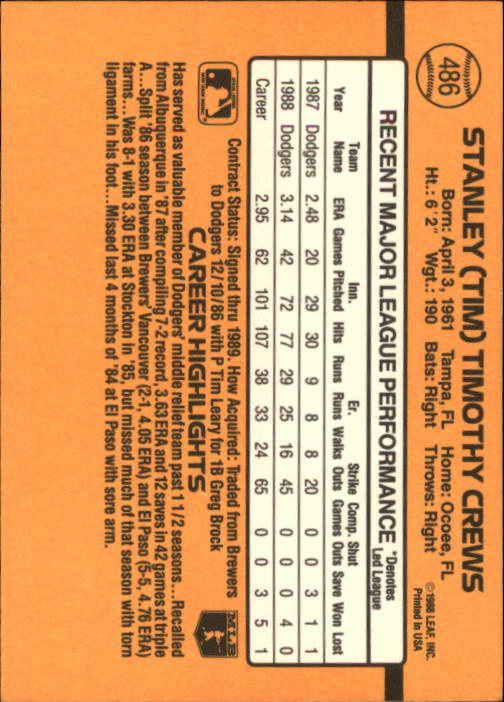 486
STANLEY (TIM) TIMOTHY CREWS
Born: April 3, 1961 Tampa, FL Home: Ocoee, FL
Ht.: 6'2" Wgt.: 190 Bats: Right Throws: Right
©1988 LEAF, INC.
Printed in USA
RECENT MAJOR LEAGUE PERFORMANCE
*Denotes
Led League
Team Inn. Er. Strike Comp. Shut
Year Name ERA Games Pitched Hits Runs Runs Walks Outs Games Outs Save Won Lost
1987 Dodgers 2.48 20 29 30 9 8 8 20 0 0 3 1 1
1988 Dodgers 3.14 42 72 77 29 25 16 45 0 0 0 4 0
Career 2.95 62 101 107 38 33 24 65 0 0 3 5 1
Contract Status: Signed thru 1989. How Acquired: Traded from Brewers
to Dodgers 12/10/86 with P Tim Leary for 1B Greg Brock
MLB
CAREER HIGHLIGHTS
Has served as valuable member of Dodgers' middle relief team past 1 1/2 seasons...Recalled
from Albuquerque in '87 after compiling 7-2 record, 3.63 ERA and 12 saves in 42 games at triple
A...Split '86 season between Brewers' Vancouver (2-1, 4.05 ERA) and El Paso (5-5, 4.76 ERA)
farms...Was 8-1 with 3.30 ERA at Stockton in '85, but missed much of that season with torn
ligament in his foot...Missed last 4 months of '84 at El Paso with sore arm.